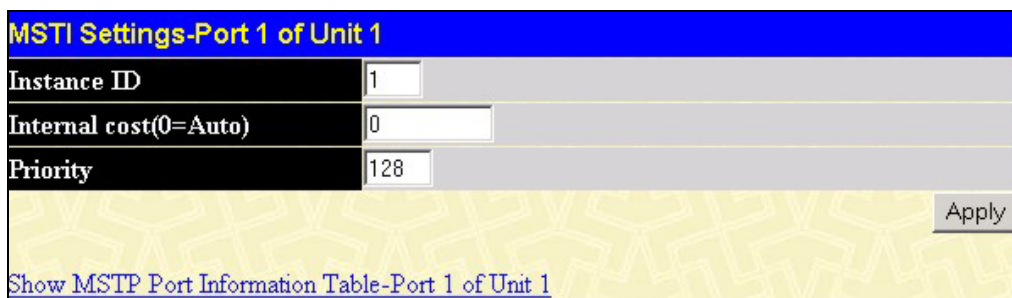 MSTI Settings-Port 1 of Unit 1
Instance ID 1
Internal cost(0=Auto) 0
Priority 128
Apply
Show MSTP Port Information Table-Port 1 of Unit 1